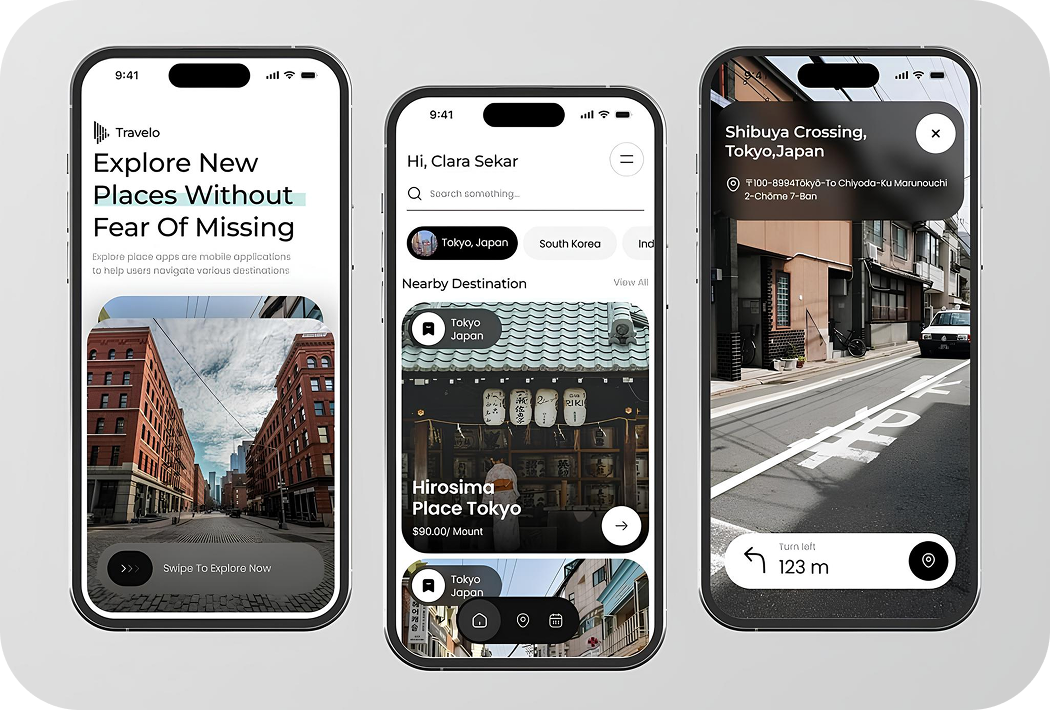 9:41
Travelo
Explore New
Places Without
Fear Of Missing
Explore place apps are mobile applications
to help users navigate various destinations
Swipe To Explore Now
9:41
Hi, Clara Sekar
Search something...
Tokyo, Japan
South Korea
Ind
Nearby Destination
View All
Tokyo
Japan
Hirosima
Place Tokyo
$90.00/ Mount
Tokyo
Japan
9:41
Shibuya Crossing,
Tokyo,Japan
〒100-8994Tōkyō-To Chiyoda-Ku Marunouchi
2-Chōme 7-Ban
Turn left
123 m